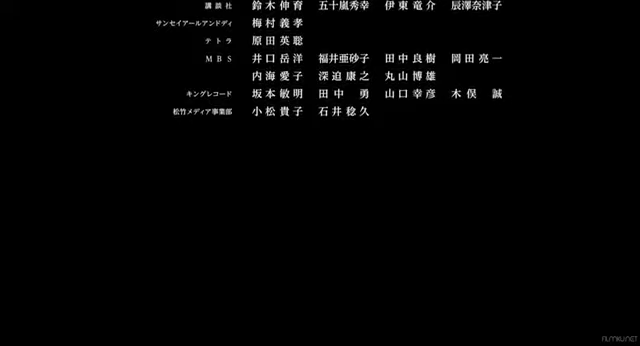 講談社 鈴木伸育 五十嵐秀幸 伊東竜介 辰澤奈津子
サンセイアールアンドディ 梅村義孝
テトラ 原田英聡
MBS 井口岳洋 福井亜砂子 田中良樹 岡田亮一
内海愛子 深迫康之 丸山博雄
キングレコード 坂本敏明 田中勇 山口幸彦 木俣誠
松竹メディア事業部 小松貴子 石井稔久
FILMIKU.NET